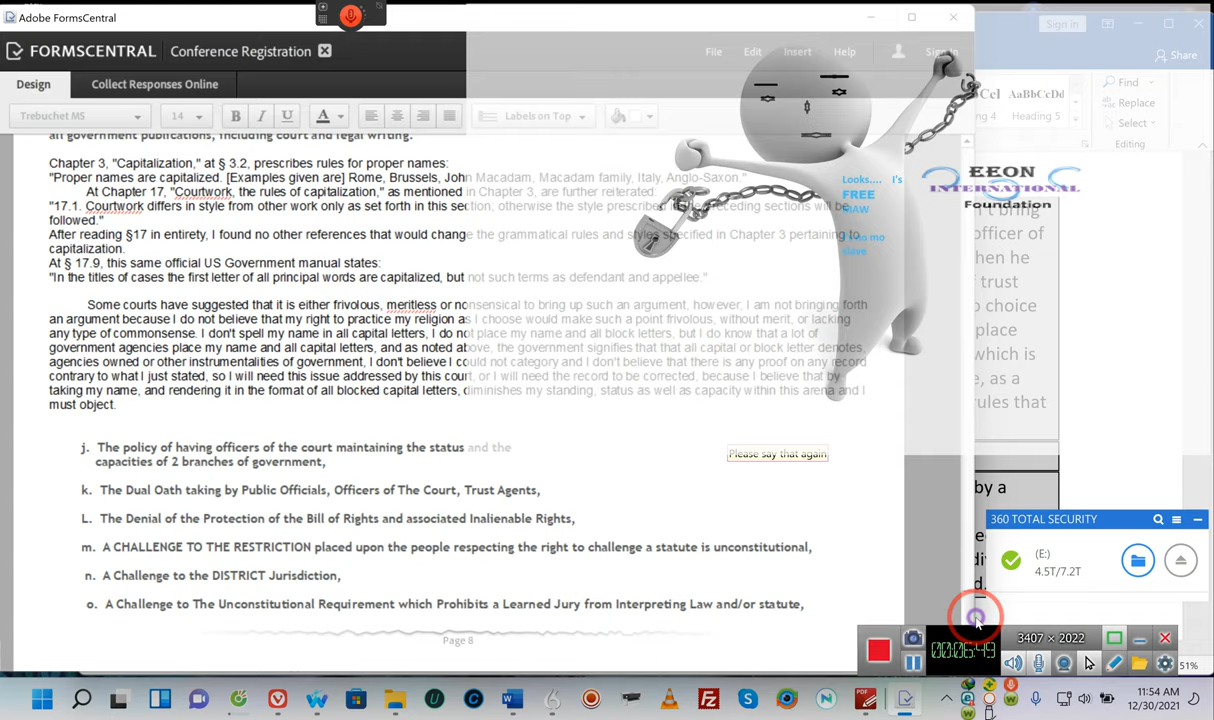 Adobe FormsCentral
Sign in
FORMSCENTRAL
Conference Registration
File
Edit
Insert
Help
Sign In
Share
Design
Collect Responses Online
AaBbCcDd
Find
Replace
Select
Heading 5
Editing
Trebuchet MS
14
B
I
U
A
Labels on Top
all government publications, including court and legal writing.
Chapter 3, "Capitalization," at § 3.2, prescribes rules for proper names:
"Proper names are capitalized. [Examples given are] Rome, Brussels, John Macadam, Macadam family, Italy, Anglo-Saxon."
At Chapter 17, "Courtwork, the rules of capitalization," as mentioned in Chapter 3, are further reiterated:
"17.1. Courtwork differs in style from other work only as set forth in this section; otherwise the style prescribed in the preceding sections will be
followed."
After reading §17 in entirety, I found no other references that would change the grammatical rules and styles specified in Chapter 3 pertaining to
capitalization.
At § 17.9, this same official US Government manual states:
"In the titles of cases the first letter of all principal words are capitalized, but not such terms as defendant and appellee."
Some courts have suggested that it is either frivolous, meritless or nonsensical to bring up such an argument, however, I am not bringing forth
an argument because I do not believe that my right to practice my religion as I choose would make such a point frivolous, without merit, or lacking
any type of commonsense. I don't spell my name in all capital letters, I do not place my name and all block letters, but I do know that a lot of
government agencies place my name and all capital letters, and as noted above, the government signifies that that all capital or block letter denotes,
agencies owned or other instrumentalities of government, I don't believe I could not category and I don't believe that there is any proof on any record
contrary to what I just stated, so I will need this issue addressed by this court, or I will need the record to be corrected, because I believe that by
taking my name, and rendering it in the format of all blocked capital letters, diminishes my standing, status as well as capacity within this arena and I
must object.
j. The policy of having officers of the court maintaining the status and the
capacities of 2 branches of government,
k. The Dual Oath taking by Public Officials, Officers of The Court, Trust Agents,
L. The Denial of the Protection of the Bill of Rights and associated Inalienable Rights,
m. A CHALLENGE TO THE RESTRICTION placed upon the people respecting the right to challenge a statute is unconstitutional,
n. A Challenge to the DISTRICT Jurisdiction,
o. A Challenge to The Unconstitutional Requirement which Prohibits a Learned Jury from Interpreting Law and/or statute,
Page 8
Looks.... I's
FREE
no mo
slave
EEON
INTERNATIONAL
Foundation
Please say that again
't bring
officer of
hen he
f trust
o choice
place
which is
e, as a
rules that
by a
360 TOTAL SECURITY
(E:)
4.5T/7.2T
00:06:49
3407 × 2022
51%
11:54 AM
12/30/2021